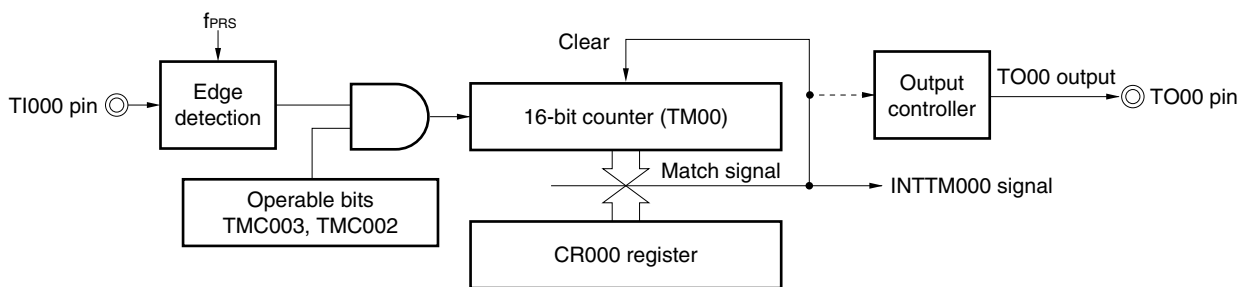 fPRS
Clear
TI000 pin
Edge
detection
16-bit counter (TM00)
Output
controller
TO00 output
TO00 pin
Operable bits
TMC003, TMC002
Match signal
INTTM000 signal
CR000 register